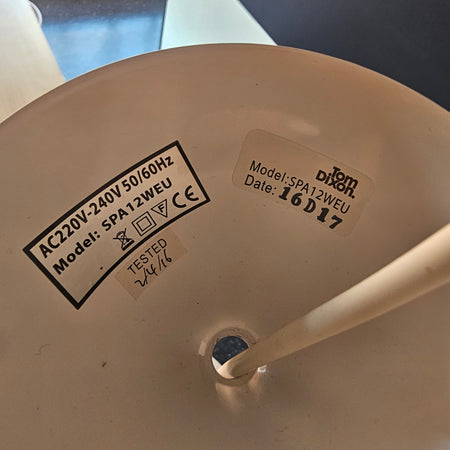 AC220V-240V 50/60Hz
Model: SPA12WEU
CE
TESTED
2/4/16
Tom
Dixon.
Model:SPA12WEU
Date: 16D17